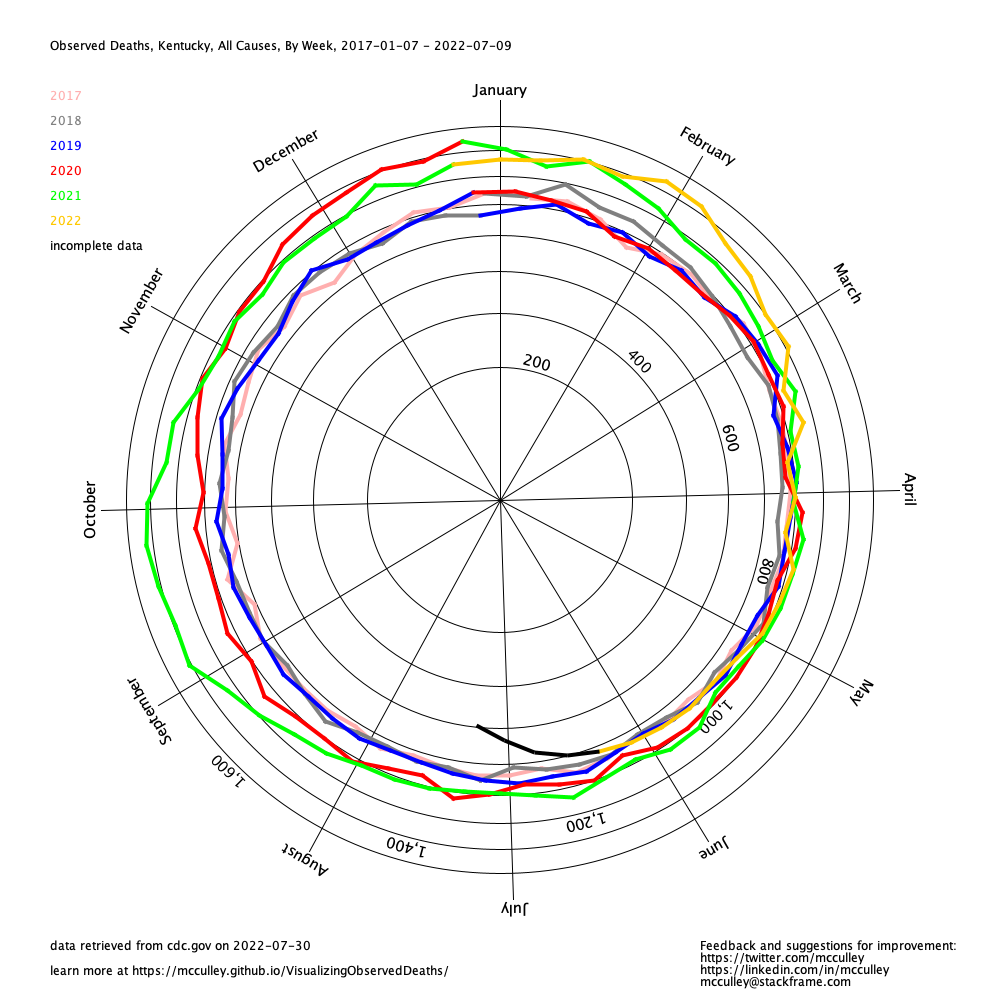 Observed Deaths, Kentucky, All Causes, By Week, 2017-01-07 - 2022-07-09
2017
2018
2019
2020
2021
2022
incomplete data
January
February
March
April
May
June
July
August
September
October
November
December
200
400
600
800
1,000
1,200
1,400
1,600
data retrieved from cdc.gov on 2022-07-30
learn more at https://mcculley.github.io/VisualizingObservedDeaths/
Feedback and suggestions for improvement:
https://twitter.com/mcculley
https://linkedin.com/in/mcculley
mcculley@stackframe.com